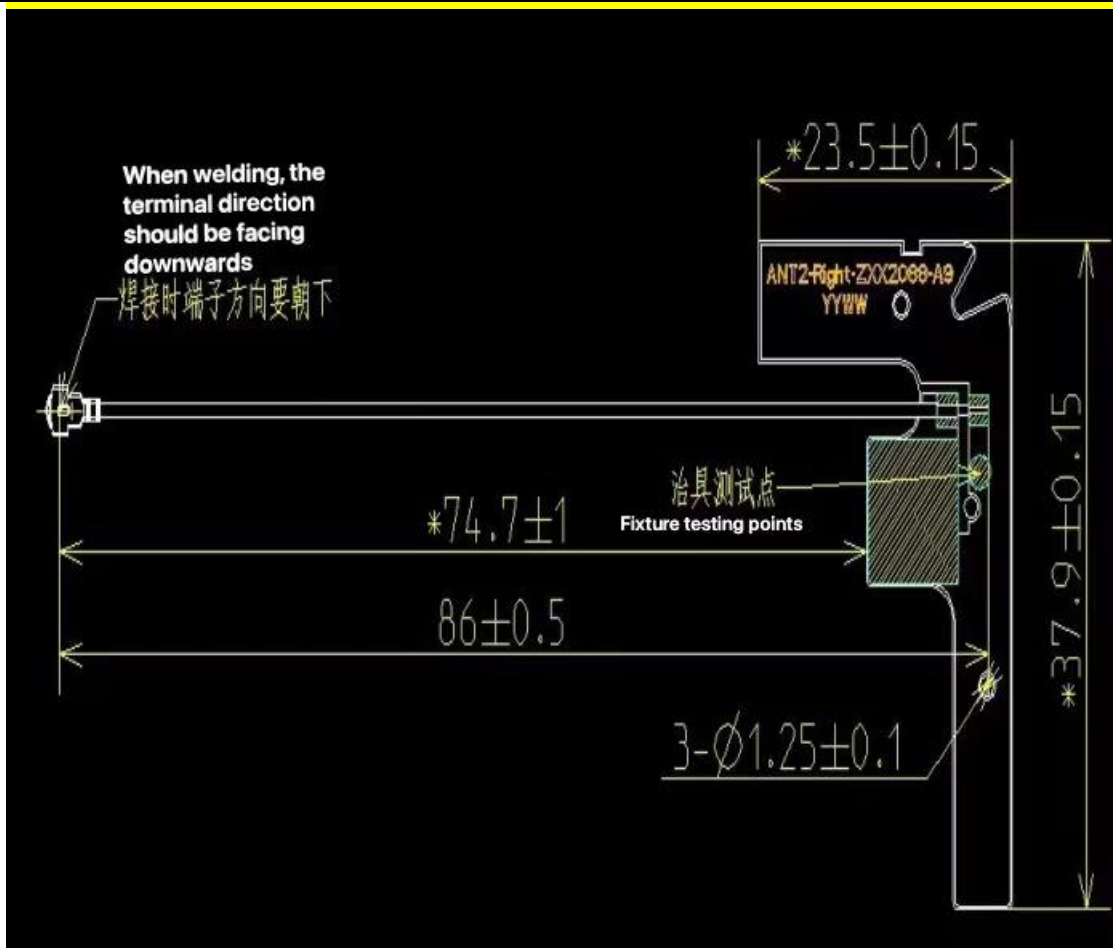 *23.5±0.15
When welding, the
terminal direction
should be facing
downwards
焊接时端子方向要朝下
ANT2-Right-ZXX2088-A9
YYWW
*37.9±0.15
治具测试点
Fixture testing points
*74.7±1
86±0.5
3-∅1.25±0.1